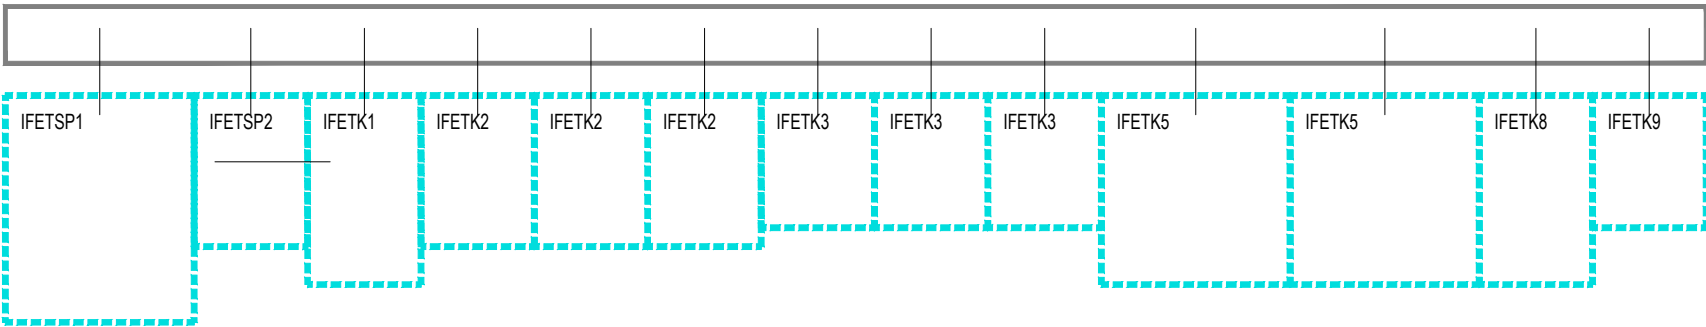 IFETSP1
IFETSP2
IFETK1
IFETK2
IFETK2
IFETK2
IFETK3
IFETK3
IFETK3
IFETK5
IFETK5
IFETK8
IFETK9